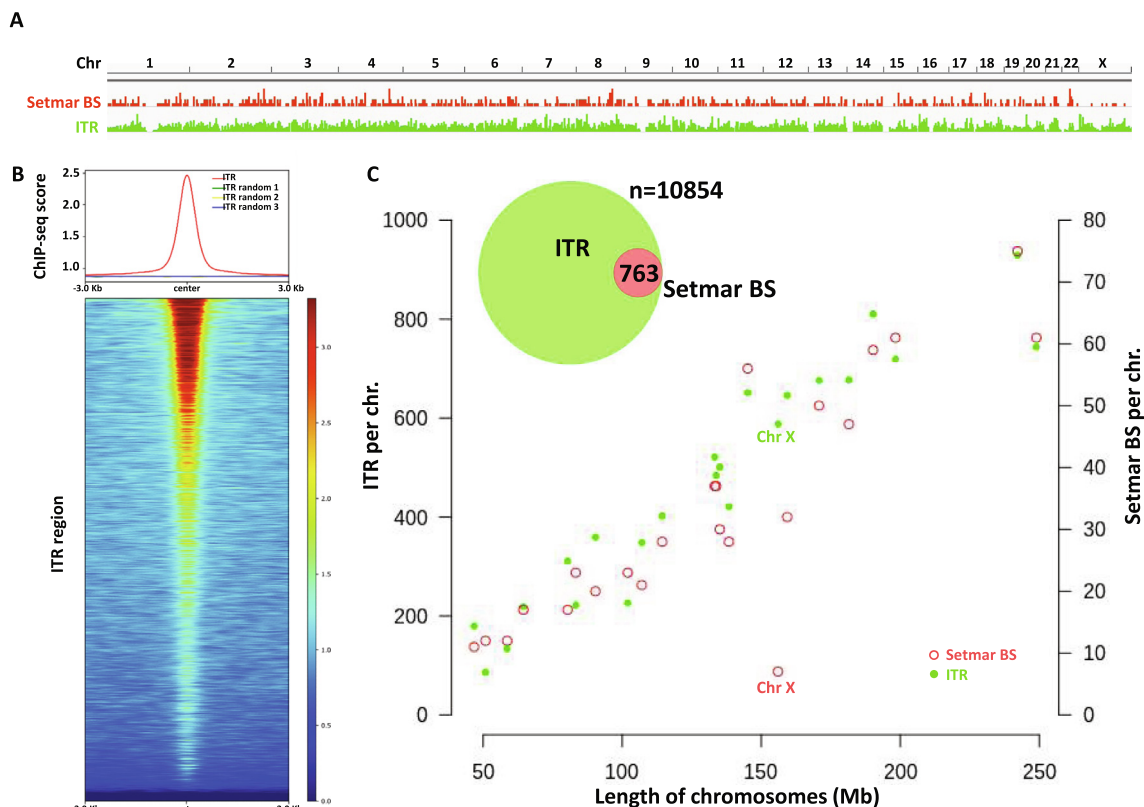 A
Chr 1 2 3 4 5 6 7 8 9 10 11 12 13 14 15 16 17 18 19 20 21 22 X
Setmar BS
ITR
B
2.5
2.0
1.5
1.0
ChIP-seq score
ITR
ITR random 1
ITR random 2
ITR random 3
-3.0 Kb center 3.0 Kb
ITR region
3.0
2.5
2.0
1.5
1.0
0.5
0.0
C
n=10854
ITR
763
Setmar BS
1000
800
600
400
200
0
ITR per chr.
80
70
60
50
40
30
20
10
0
Setmar BS per chr.
Chr X
Chr X
Setmar BS
ITR
50 100 150 200 250
Length of chromosomes (Mb)